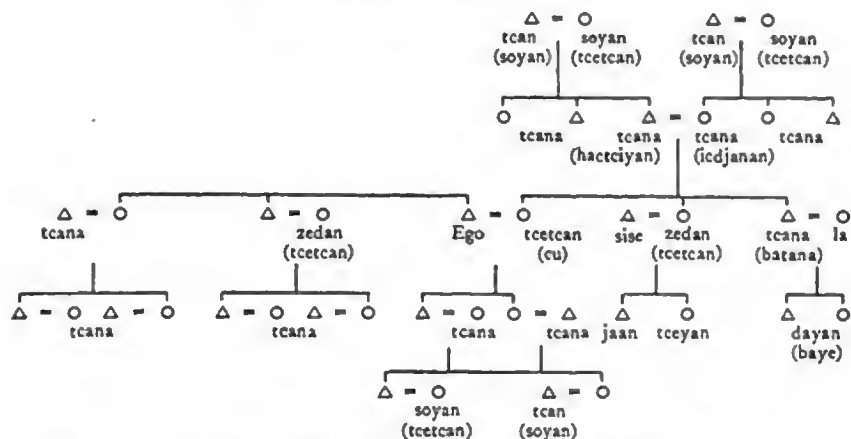 tcan soyan tcan soyan
(soyan) (tcetcan) (soyan) (tcetcan)
tcana tcana tcana tcana
(hactciyan) (icdjanan)
tcana zedan Ego tcetcan sise zedan tcana la
(tcetcan) (cu) (tcetcan) (batana)
tcana tcana tcana tcana jaan tceyan dayan
(baye)
soyan tcan
(tcetcan) (soyan)